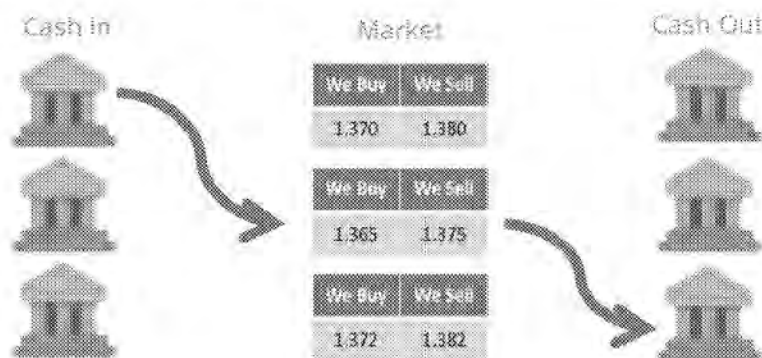 Cash in
Market
Cash Out
We Buy We Sell
1.370 1.380
We Buy We Sell
1.365 1.375
We Buy We Sell
1.372 1.382